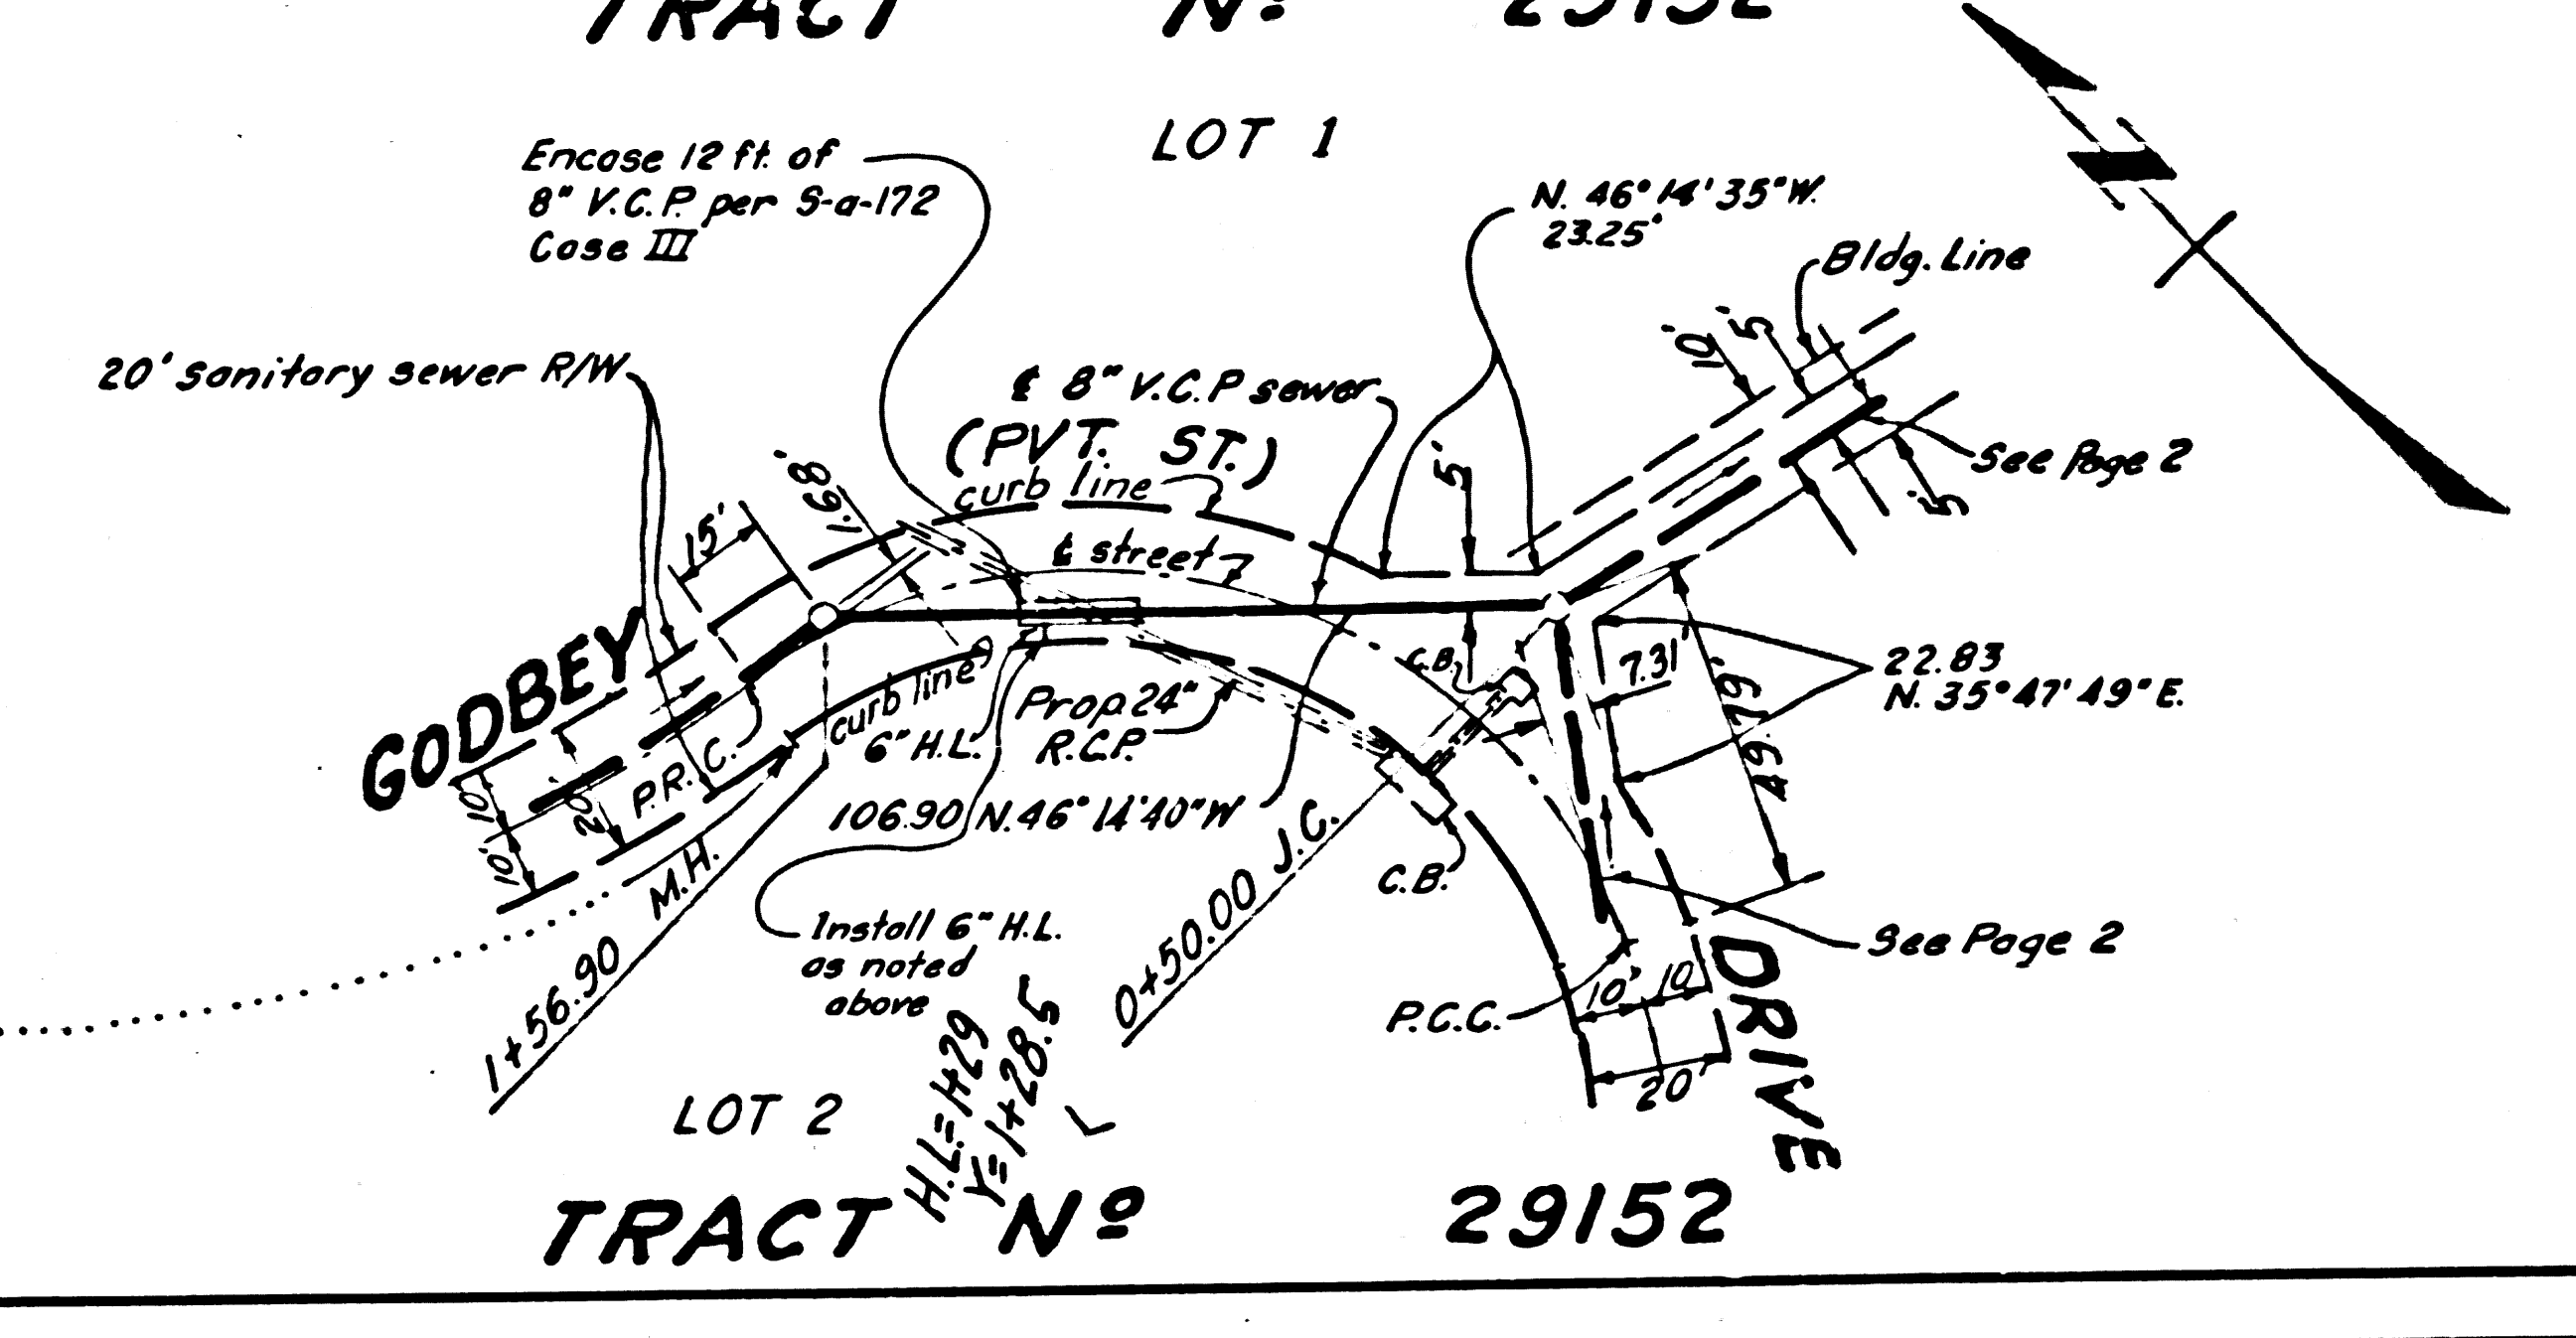 TRACT Nº 29152
LOT 1
Encase 12 ft. of
8" V.C.P. per S-a-172
Case III
N. 46° 14' 35" W.
23.25'
Bldg. Line
10'
5'
20' sanitary sewer R/W
℄ 8" V.C.P sewer
(PVT. ST.)
curb line
5'
See Page 2
5'
1.68'
15'
℄ street
GODBEY
C.B.
7.31'
22.83
N. 35° 47' 49" E.
49.79'
curb line
6" H.L.
Prop. 24"
R.C.P.
P.R.C.
10'
20'
10'
106.90 N. 46° 14' 40" W
M.H.
1+56.90
0+50.00 J.C.
C.B.
Install 6" H.L.
as noted
above
See Page 2
DRIVE
P.C.C.
10'
10'
20'
H.L.= 1+29
Y= 1+28.5
LOT 2
TRACT Nº 29152